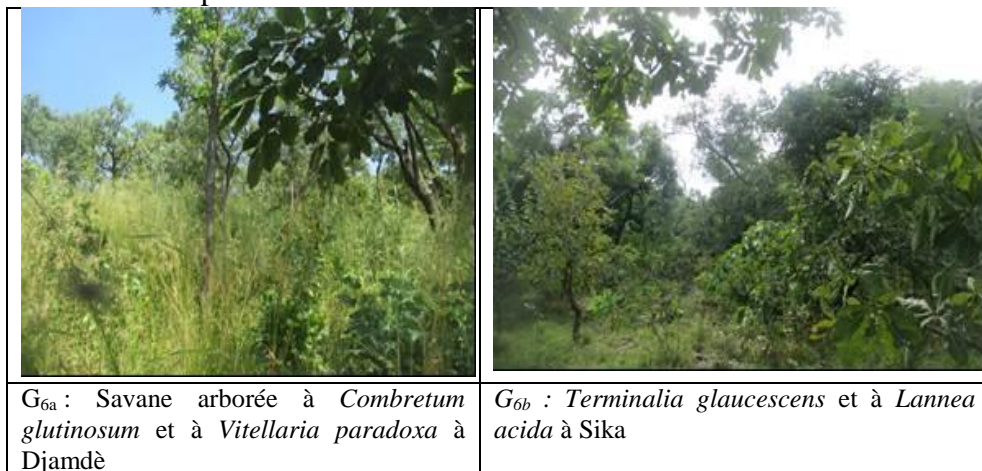 G6a : Savane arborée à Combretum
glutinosum et à Vitellaria paradoxa à
Djamdè
G6b : Terminalia glaucescens et à Lannea
acida à Sika